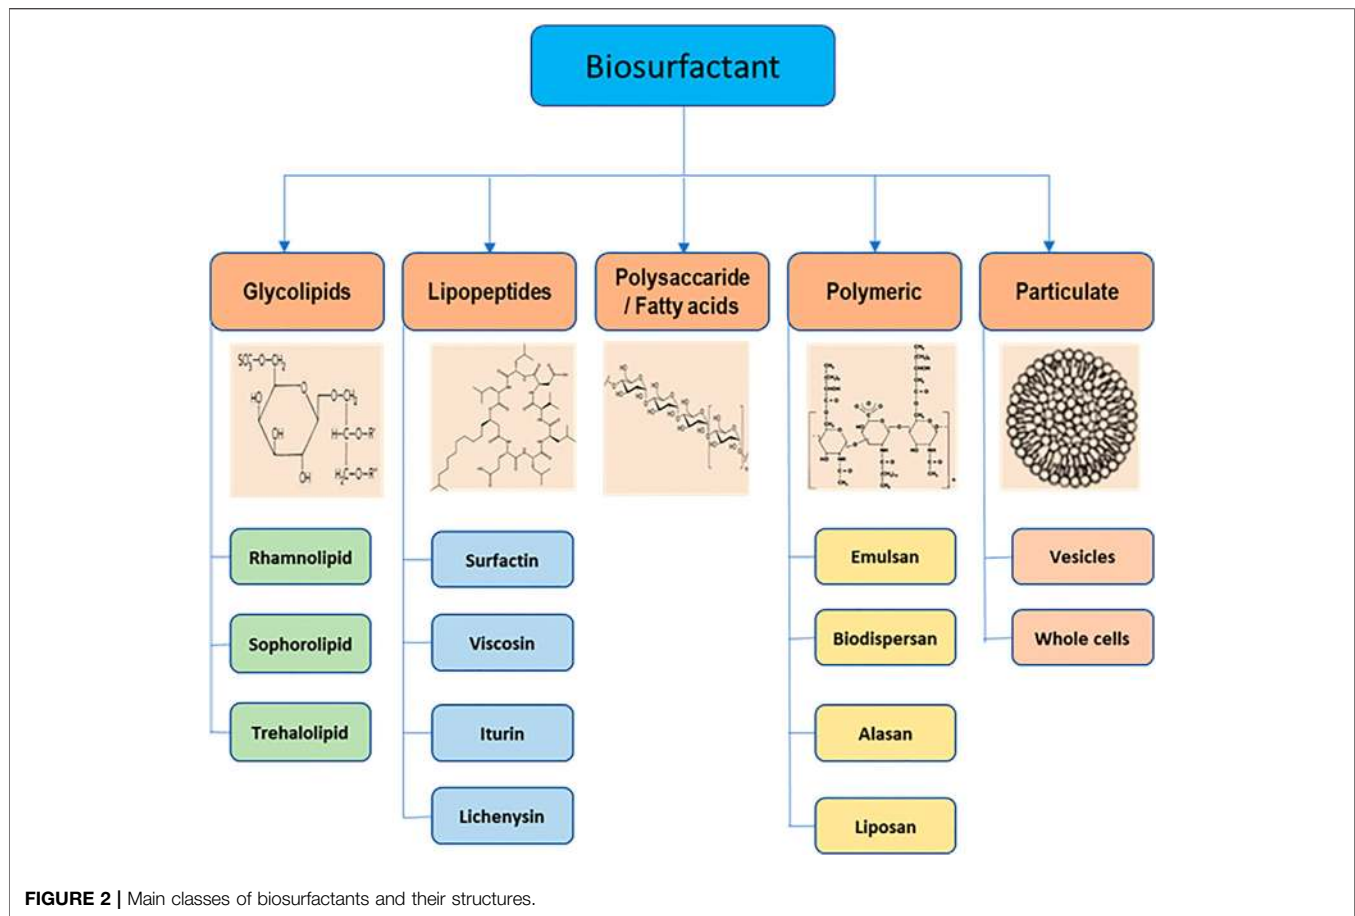 Biosurfactant
Glycolipids
Lipopeptides
Polysaccaride
/ Fatty acids
Polymeric
Particulate
Rhamnolipid
Sophorolipid
Trehalolipid
Surfactin
Viscosin
Iturin
Lichenysin
Emulsan
Biodispersan
Alasan
Liposan
Vesicles
Whole cells
FIGURE 2 | Main classes of biosurfactants and their structures.